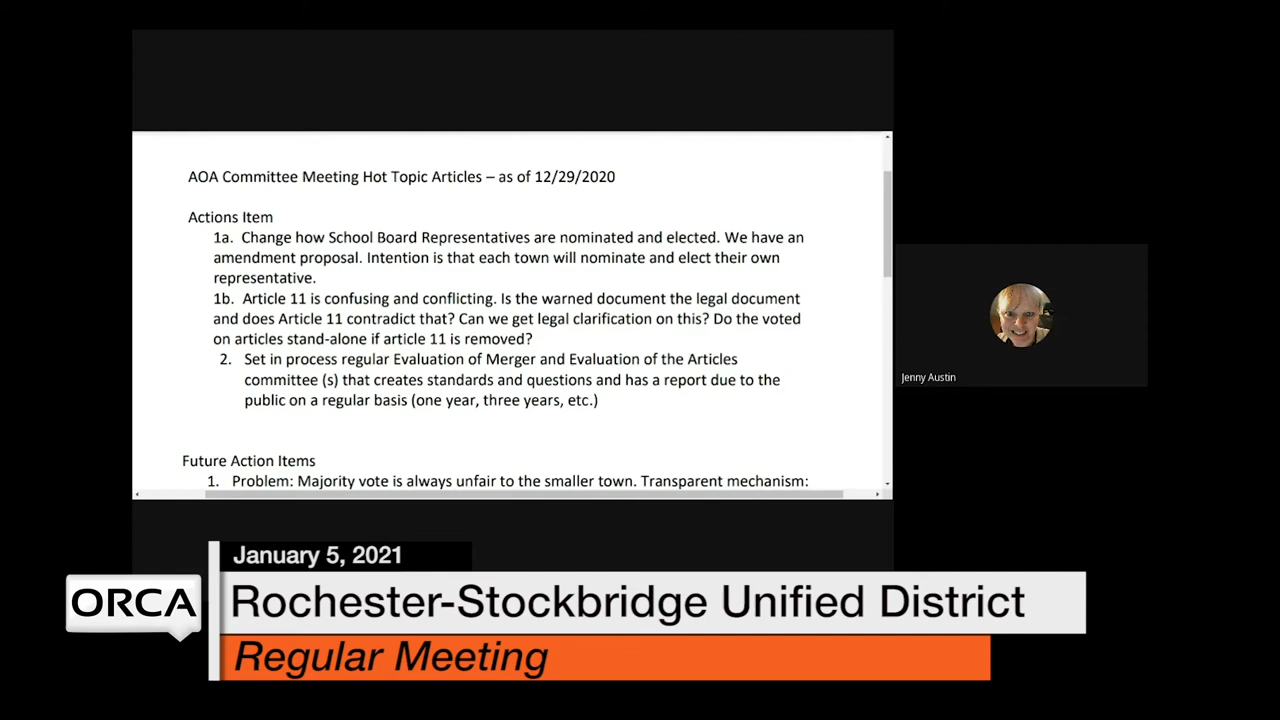 AOA Committee Meeting Hot Topic Articles – as of 12/29/2020
Actions Item
1a. Change how School Board Representatives are nominated and elected. We have an
amendment proposal. Intention is that each town will nominate and elect their own
representative.
1b. Article 11 is confusing and conflicting. Is the warned document the legal document
and does Article 11 contradict that? Can we get legal clarification on this? Do the voted
on articles stand-alone if article 11 is removed?
2. Set in process regular Evaluation of Merger and Evaluation of the Articles
committee (s) that creates standards and questions and has a report due to the
public on a regular basis (one year, three years, etc.)
Future Action Items
1. Problem: Majority vote is always unfair to the smaller town. Transparent mechanism:
Jenny Austin
January 5, 2021
ORCA
Rochester-Stockbridge Unified District
Regular Meeting